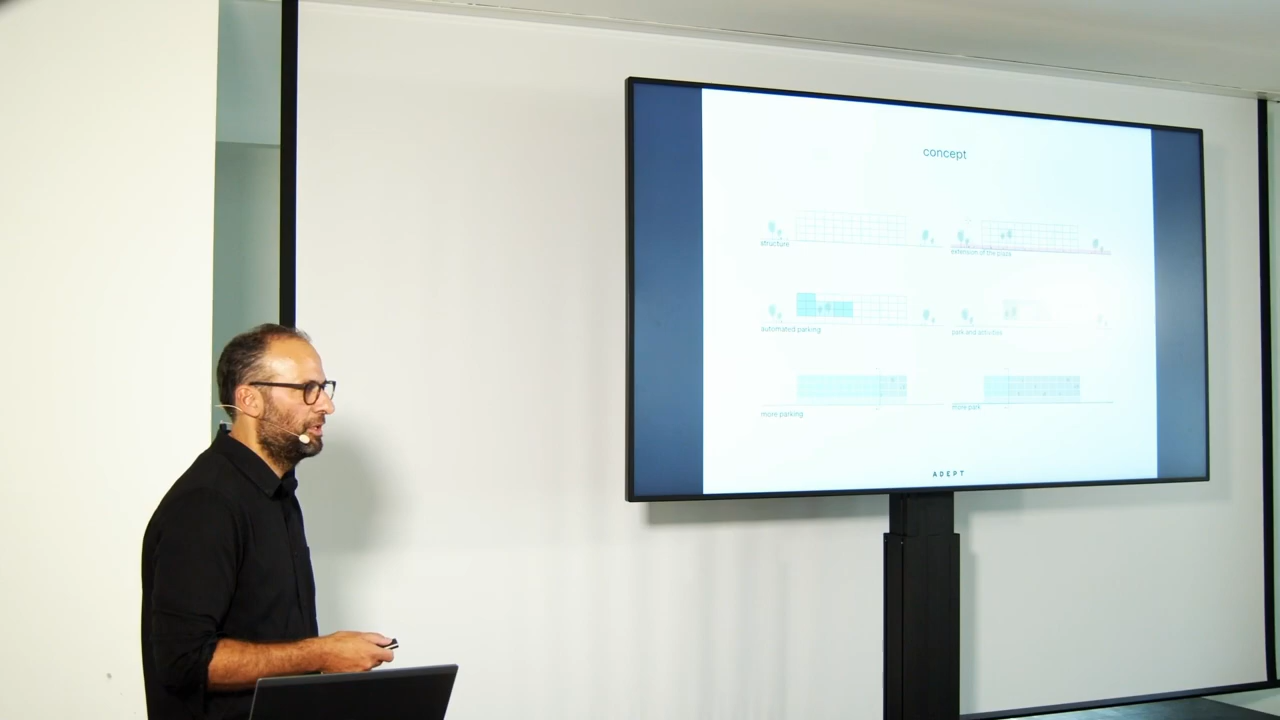 concept
structure
extension of the plaza
automated parking
park and activities
more parking
more park
ADEPT